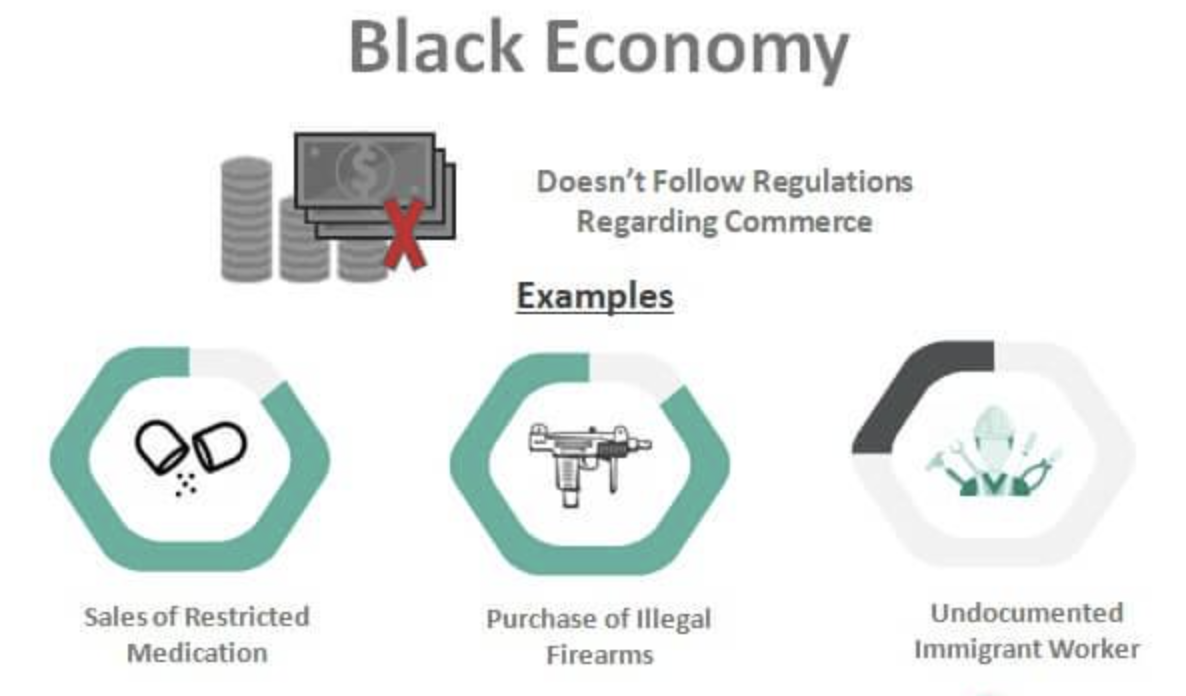 Black Economy
Doesn't Follow Regulations
Regarding Commerce
Examples
Sales of Restricted
Medication
Purchase of Illegal
Firearms
Undocumented
Immigrant Worker